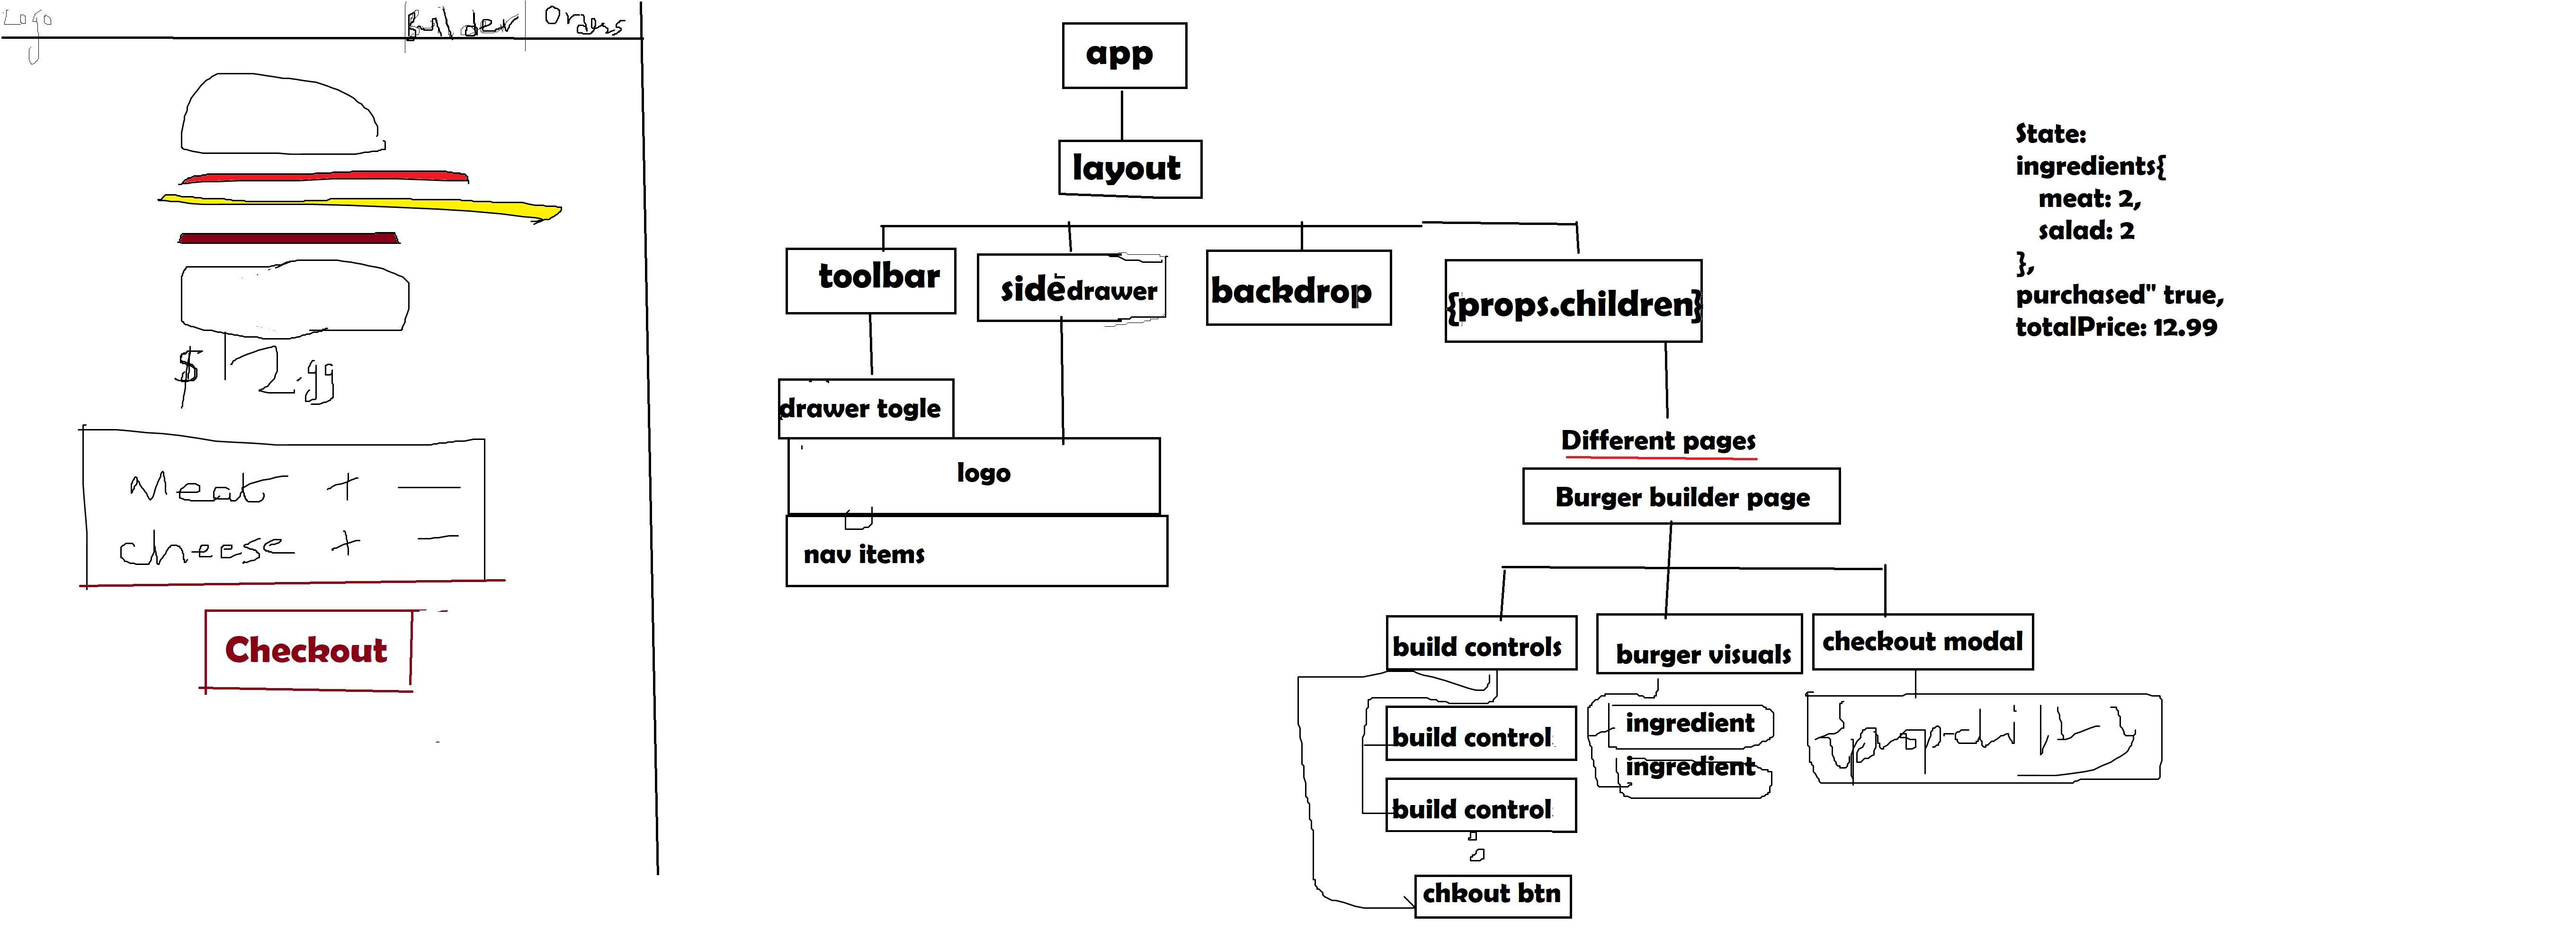 Logo
Builder
Orders
$ 12.99
Meat + —
cheese + —
Checkout
app
layout
toolbar
sidedrawer
backdrop
{props.children}
drawer togle
logo
nav items
Different pages
Burger builder page
build controls
burger visuals
checkout modal
build control
build control
chkout btn
ingredient
ingredient
State:
ingredients{
meat: 2,
salad: 2
},
purchased" true,
totalPrice: 12.99